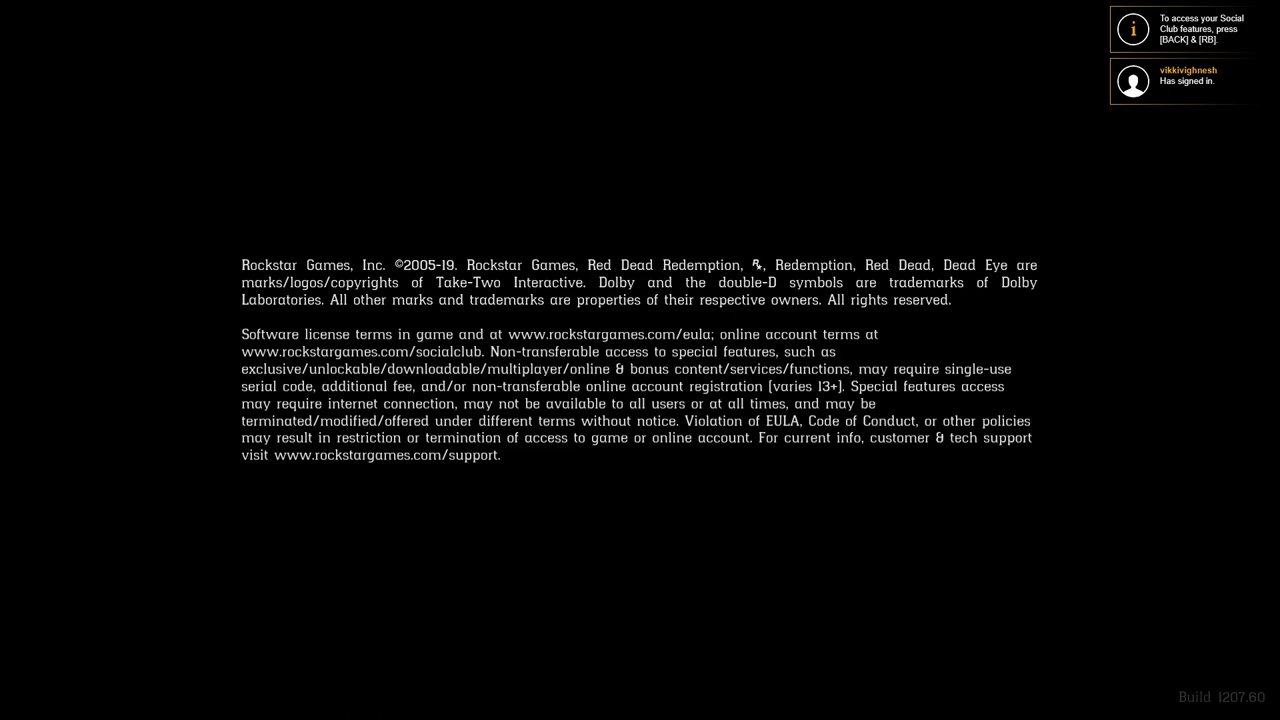 To access your Social
Club features, press
[BACK] & [RB].
vikkivighnesh
Has signed in.
Rockstar Games, Inc. ©2005-19. Rockstar Games, Red Dead Redemption, R*, Redemption, Red Dead, Dead Eye are
marks/logos/copyrights of Take-Two Interactive. Dolby and the double-D symbols are trademarks of Dolby
Laboratories. All other marks and trademarks are properties of their respective owners. All rights reserved.
Software license terms in game and at www.rockstargames.com/eula; online account terms at
www.rockstargames.com/socialclub. Non-transferable access to special features, such as
exclusive/unlockable/downloadable/multiplayer/online & bonus content/services/functions, may require single-use
serial code, additional fee, and/or non-transferable online account registration (varies 13+). Special features access
may require internet connection, may not be available to all users or at all times, and may be
terminated/modified/offered under different terms without notice. Violation of EULA, Code of Conduct, or other policies
may result in restriction or termination of access to game or online account. For current info, customer & tech support
visit www.rockstargames.com/support.
Build 1207.60